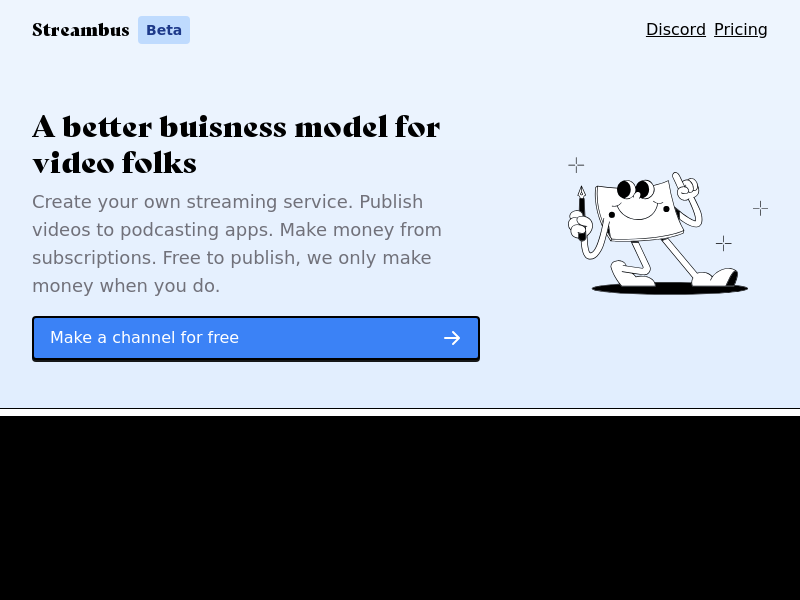 Streambus Beta Discord Pricing
A better buisness model for
video folks
Create your own streaming service. Publish
videos to podcasting apps. Make money from
subscriptions. Free to publish, we only make
money when you do.
Make a channel for free